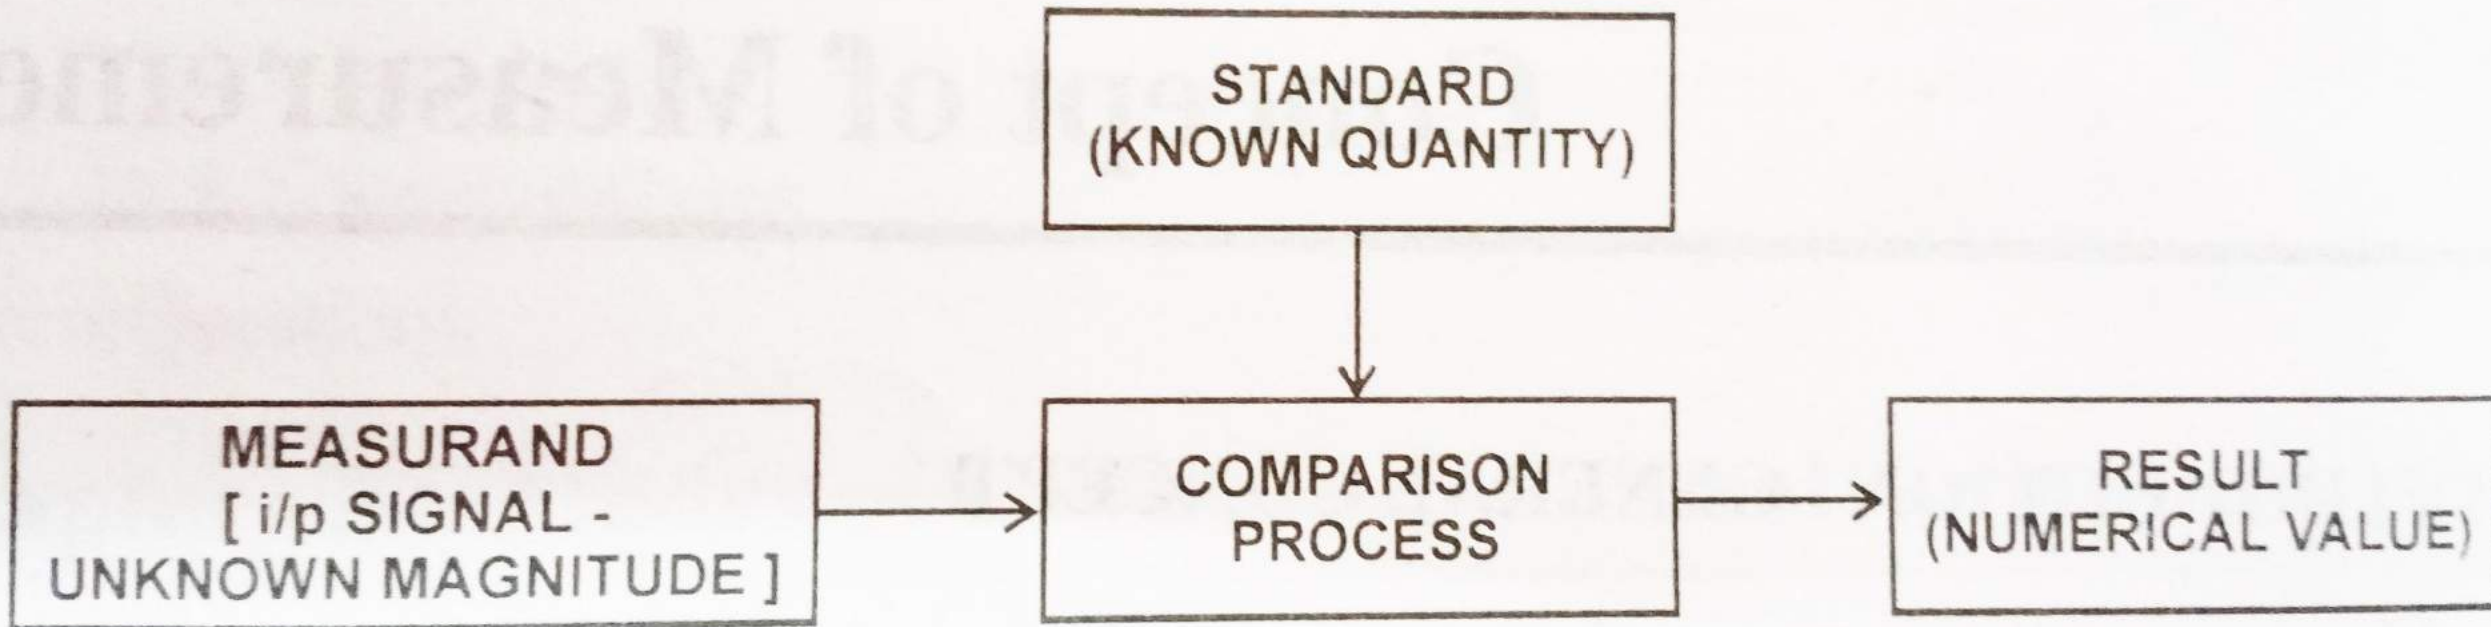 STANDARD
(KNOWN QUANTITY)
MEASURAND
[ i/p SIGNAL -
UNKNOWN MAGNITUDE ]
COMPARISON
PROCESS
RESULT
(NUMERICAL VALUE)